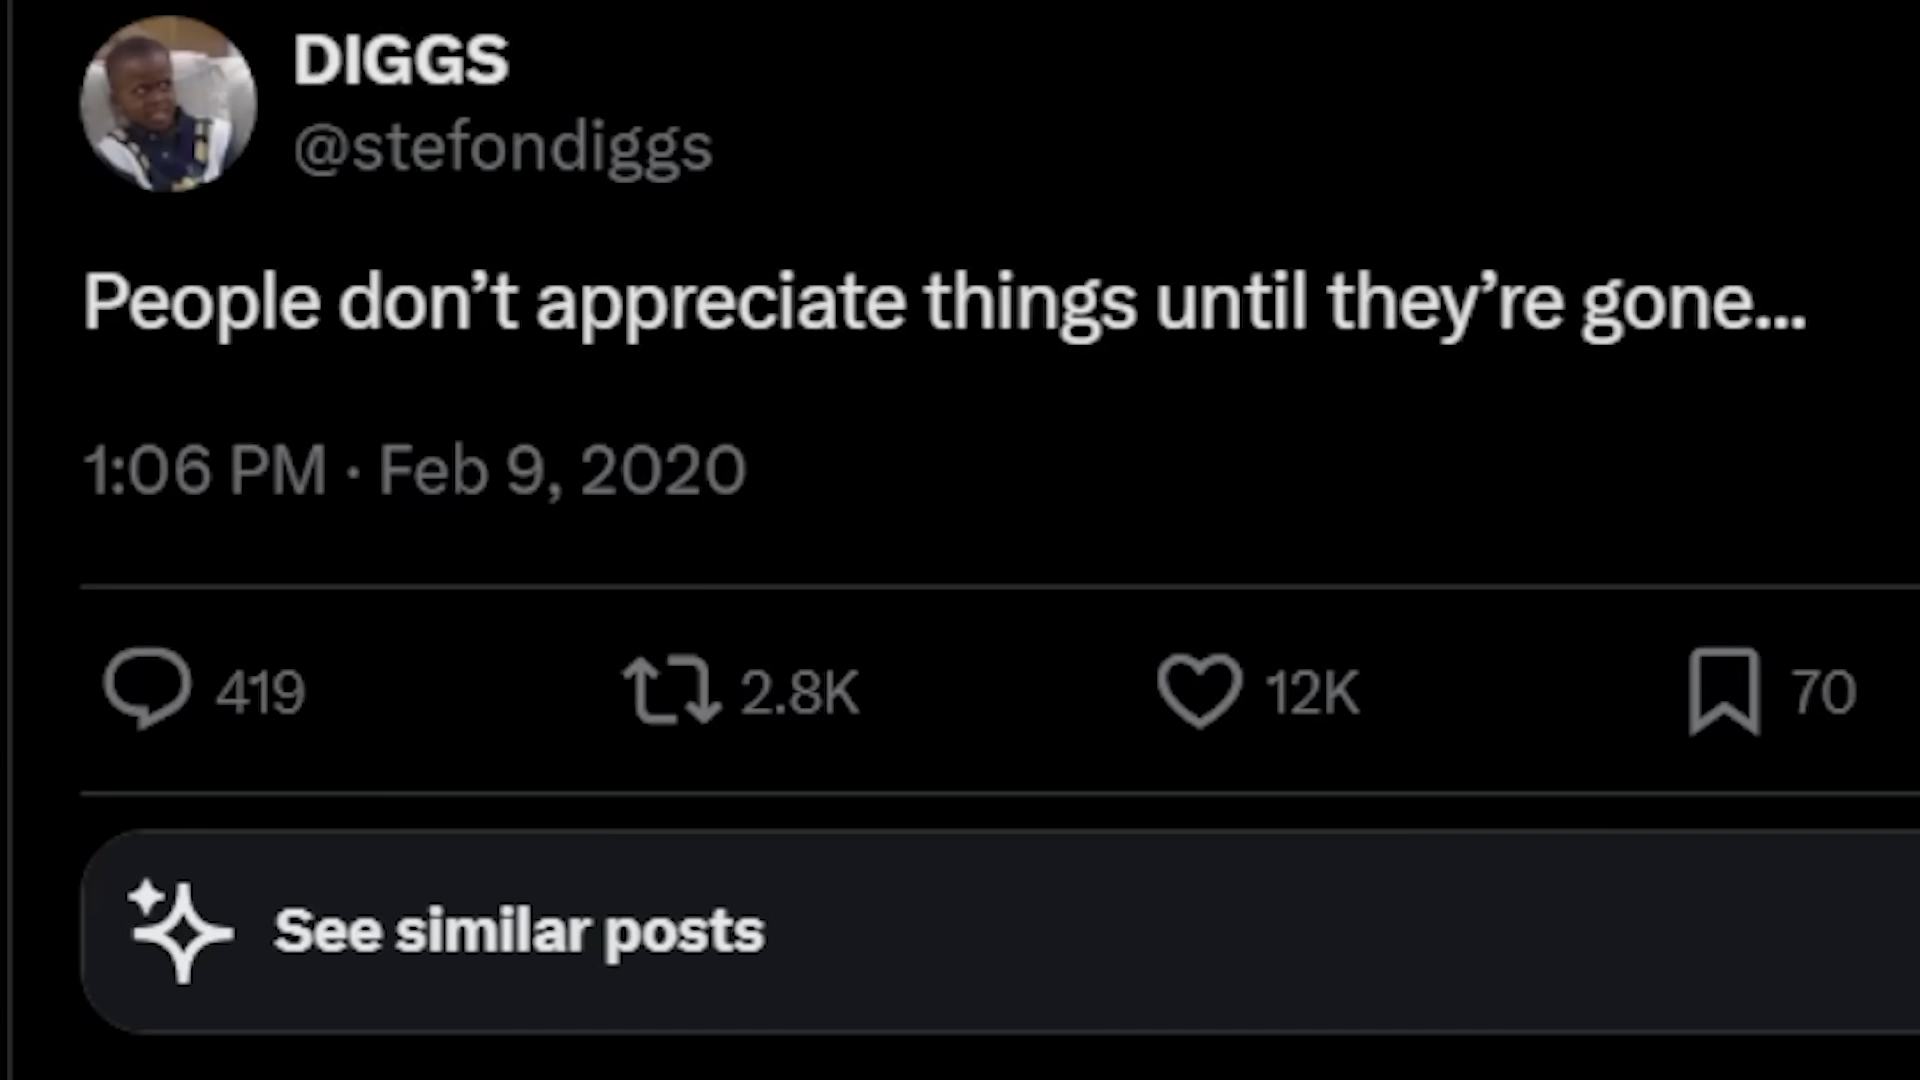 DIGGS
@stefondiggs
People don’t appreciate things until they’re gone...
1:06 PM · Feb 9, 2020
419 2.8K 12K 70
See similar posts